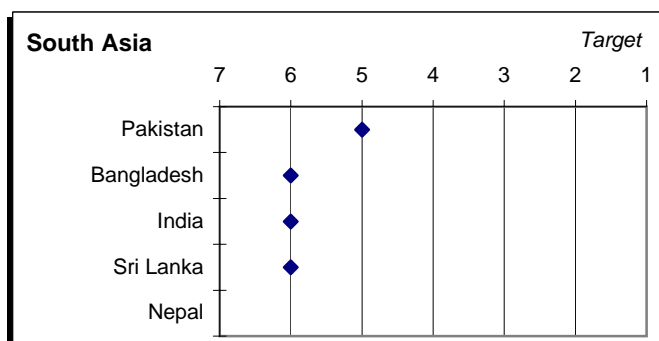 South Asia
Target
7 6 5 4 3 2 1
Pakistan
Bangladesh
India
Sri Lanka
Nepal